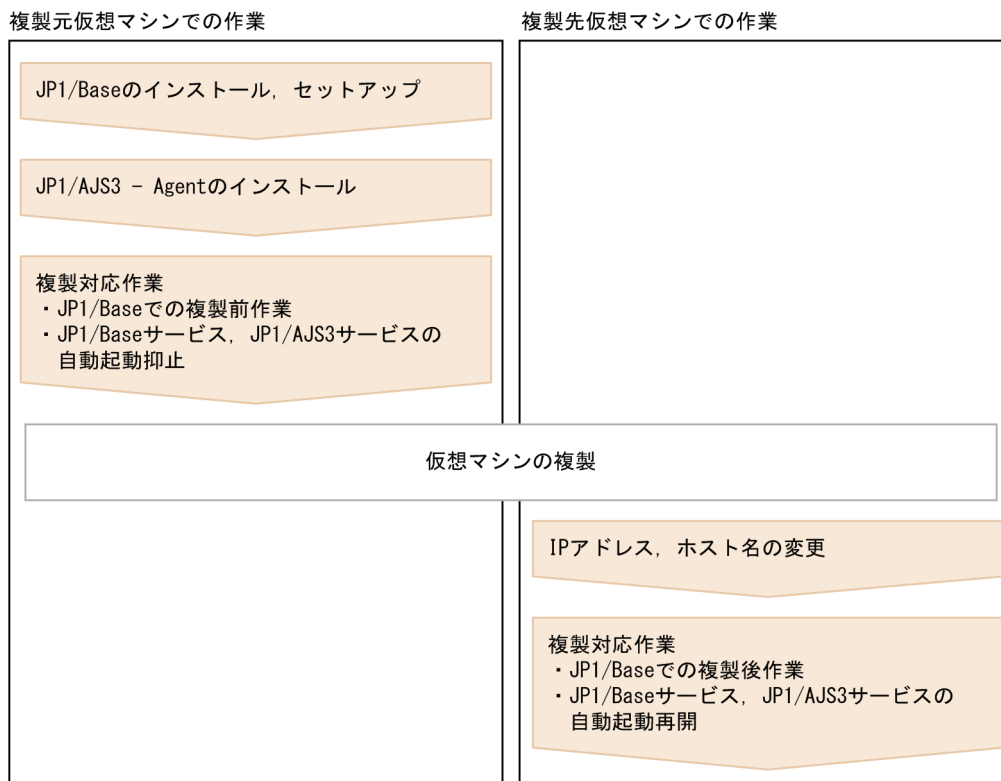 複製元仮想マシンでの作業
複製先仮想マシンでの作業
JP1/Baseのインストール，セットアップ
JP1/AJS3 − Agentのインストール
複製対応作業
・JP1/Baseでの複製前作業
・JP1/Baseサービス，JP1/AJS3サービスの
自動起動抑止
仮想マシンの複製
IPアドレス，ホスト名の変更
複製対応作業
・JP1/Baseでの複製後作業
・JP1/Baseサービス，JP1/AJS3サービスの
自動起動再開